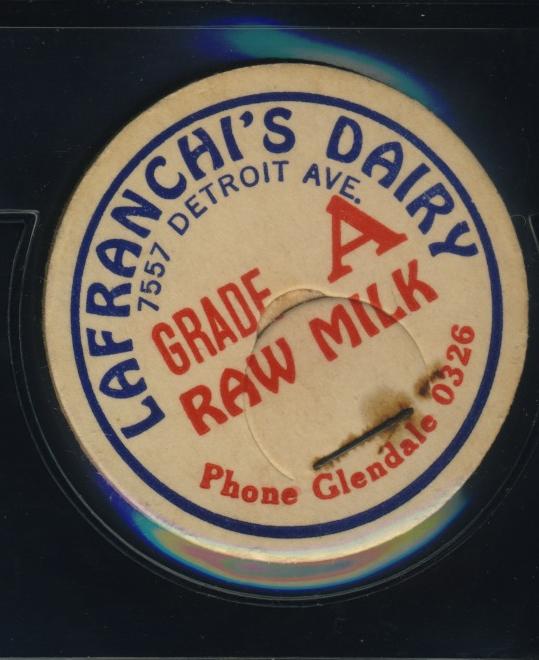 LAFRANCHI'S DAIRY
7557 DETROIT AVE.
GRADE A
RAW MILK
Phone Glendale 0326